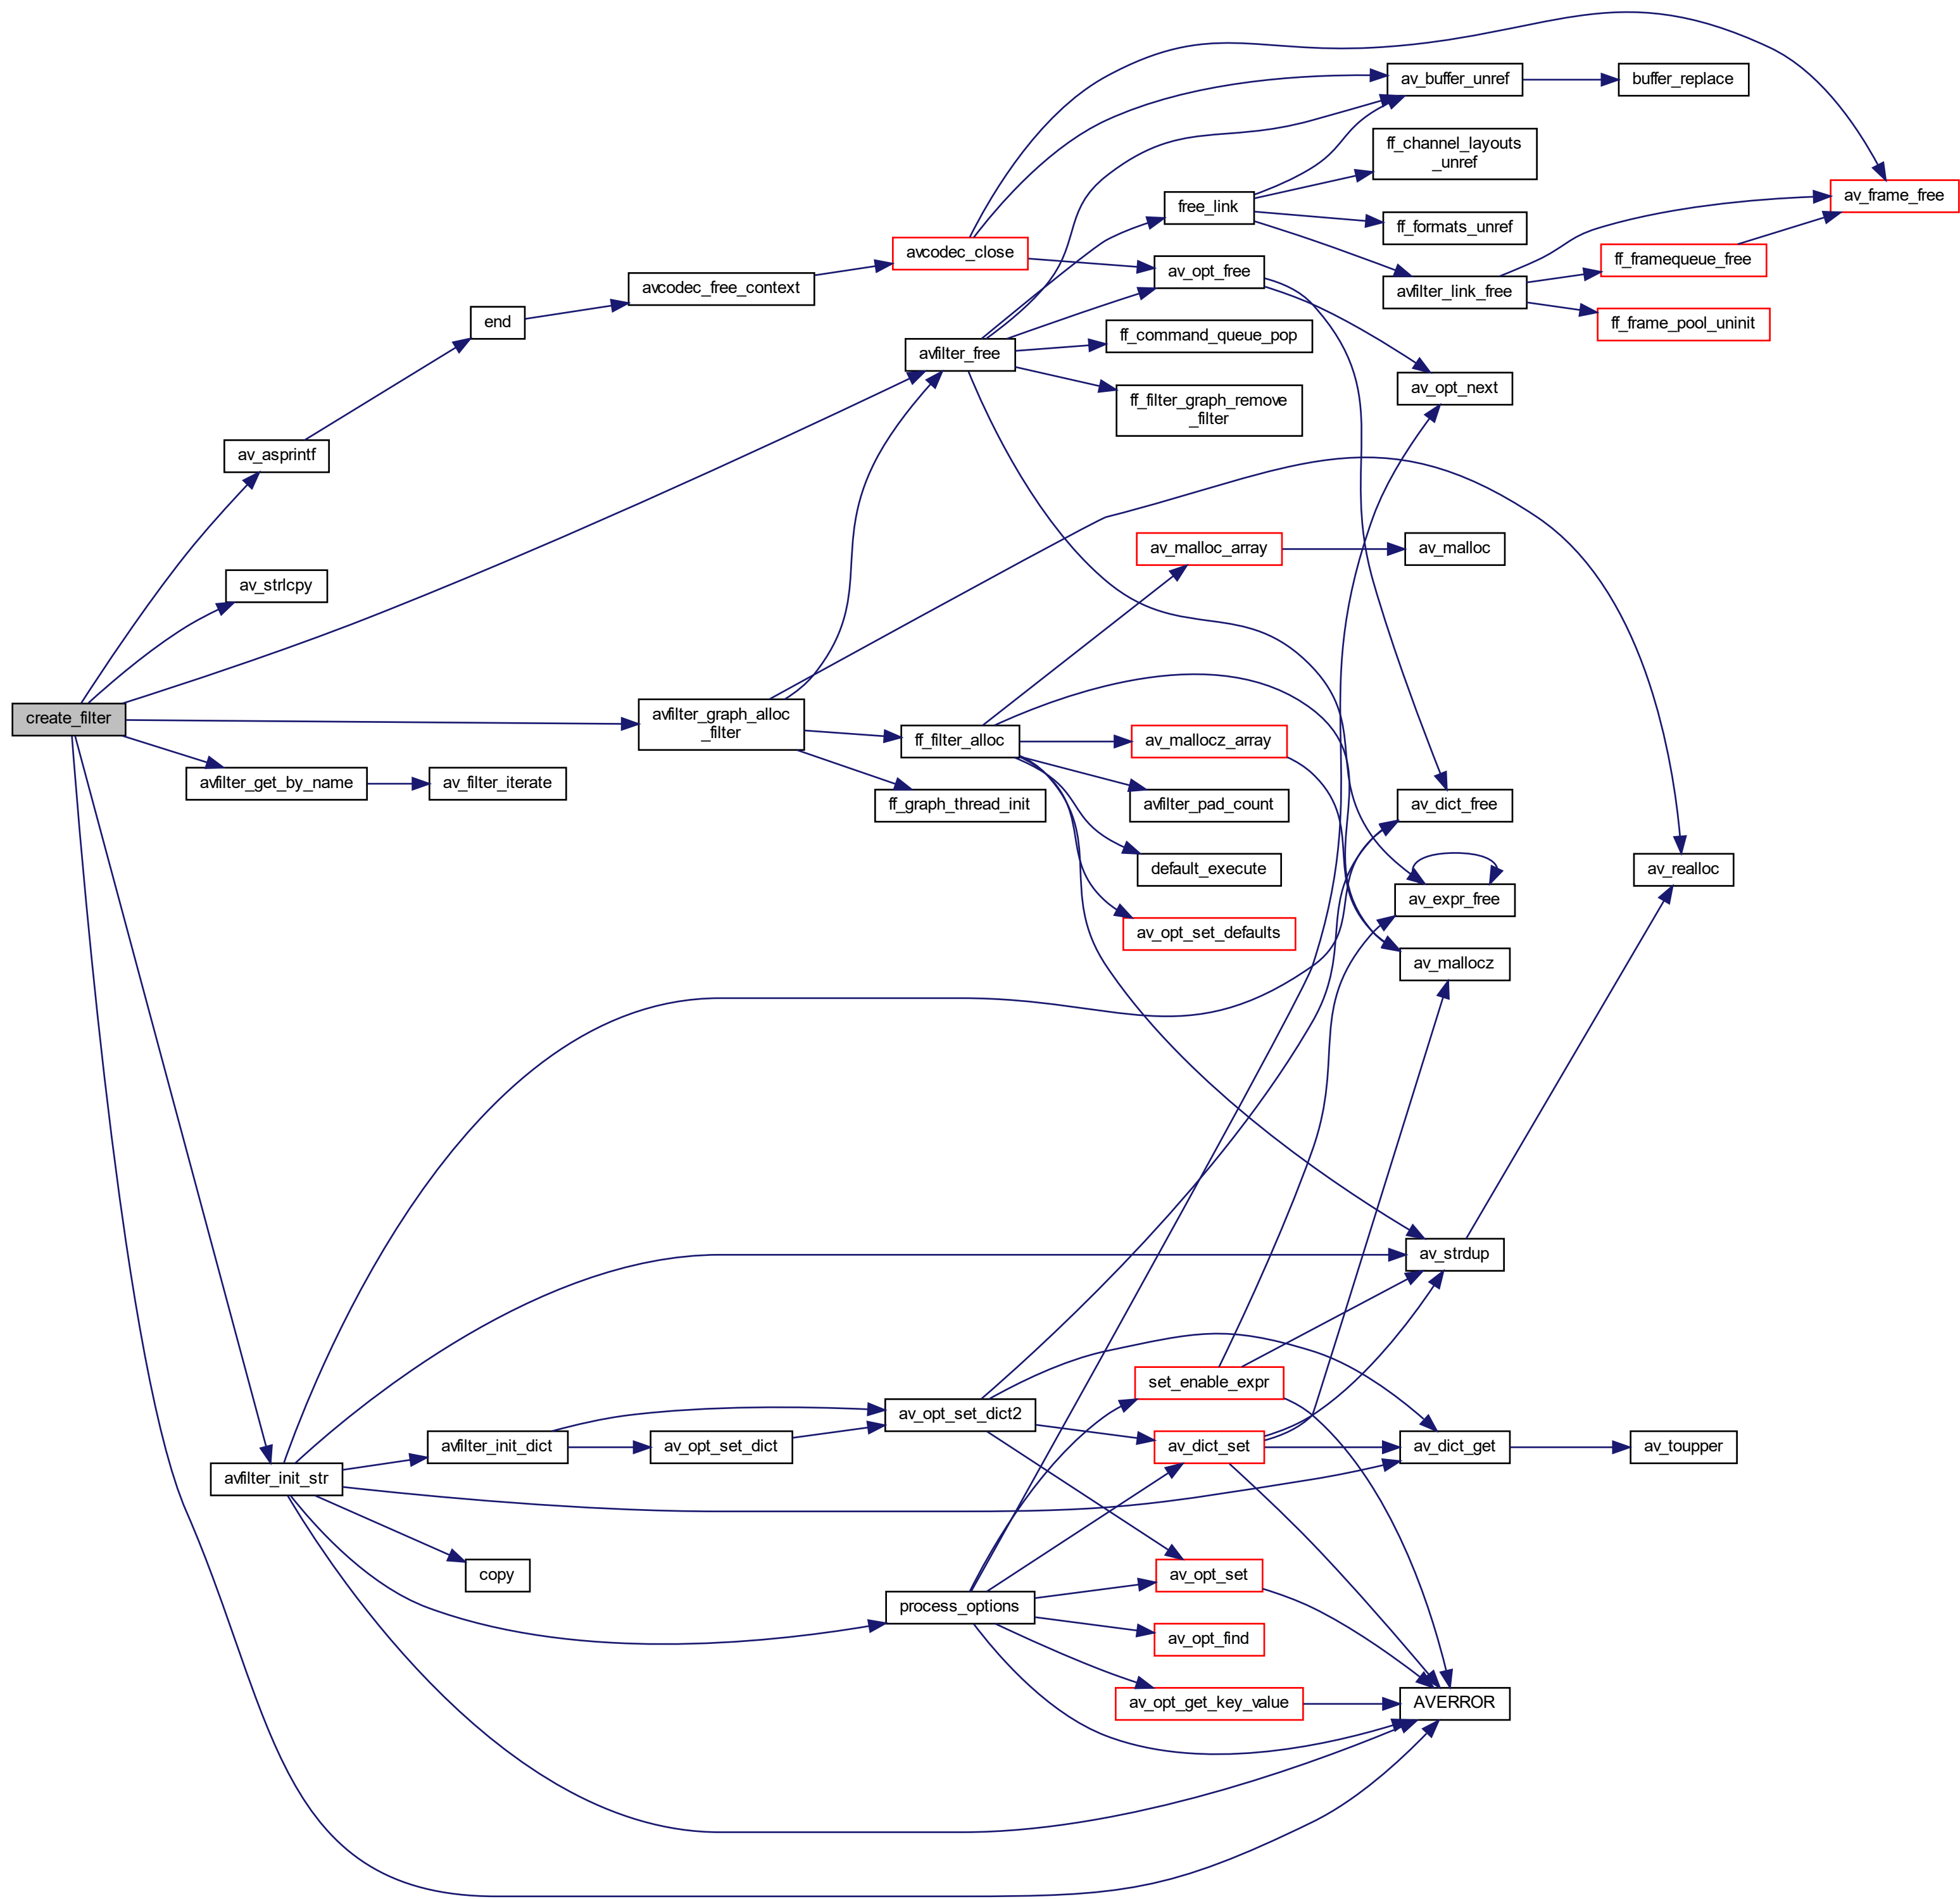 av_buffer_unref
buffer_replace
ff_channel_layouts
_unref
av_frame_free
free_link
ff_formats_unref
avcodec_close
ff_framequeue_free
av_opt_free
avcodec_free_context
avfilter_link_free
end
ff_frame_pool_uninit
ff_command_queue_pop
avfilter_free
av_opt_next
ff_filter_graph_remove
_filter
av_asprintf
av_malloc_array
av_malloc
av_strlcpy
create_filter
avfilter_graph_alloc
_filter
ff_filter_alloc
av_mallocz_array
avfilter_get_by_name
av_filter_iterate
ff_graph_thread_init
avfilter_pad_count
av_dict_free
default_execute
av_realloc
av_expr_free
av_opt_set_defaults
av_mallocz
av_strdup
set_enable_expr
av_opt_set_dict2
avfilter_init_dict
av_opt_set_dict
av_dict_set
av_dict_get
av_toupper
avfilter_init_str
copy
av_opt_set
process_options
av_opt_find
av_opt_get_key_value
AVERROR